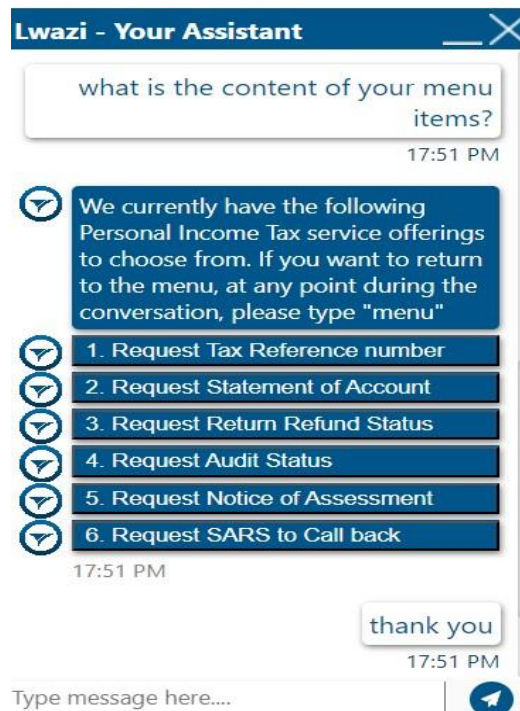 Lwazi - Your Assistant
what is the content of your menu
items?
17:51 PM
We currently have the following
Personal Income Tax service offerings
to choose from. If you want to return
to the menu, at any point during the
conversation, please type "menu"
1. Request Tax Reference number
2. Request Statement of Account
3. Request Return Refund Status
4. Request Audit Status
5. Request Notice of Assessment
6. Request SARS to Call back
17:51 PM
thank you
17:51 PM
Type message here....